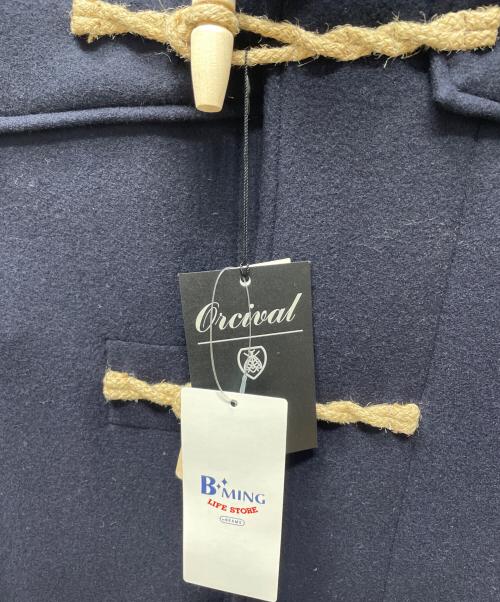 Orcival
B MING
LIFE STORE
BEAMS